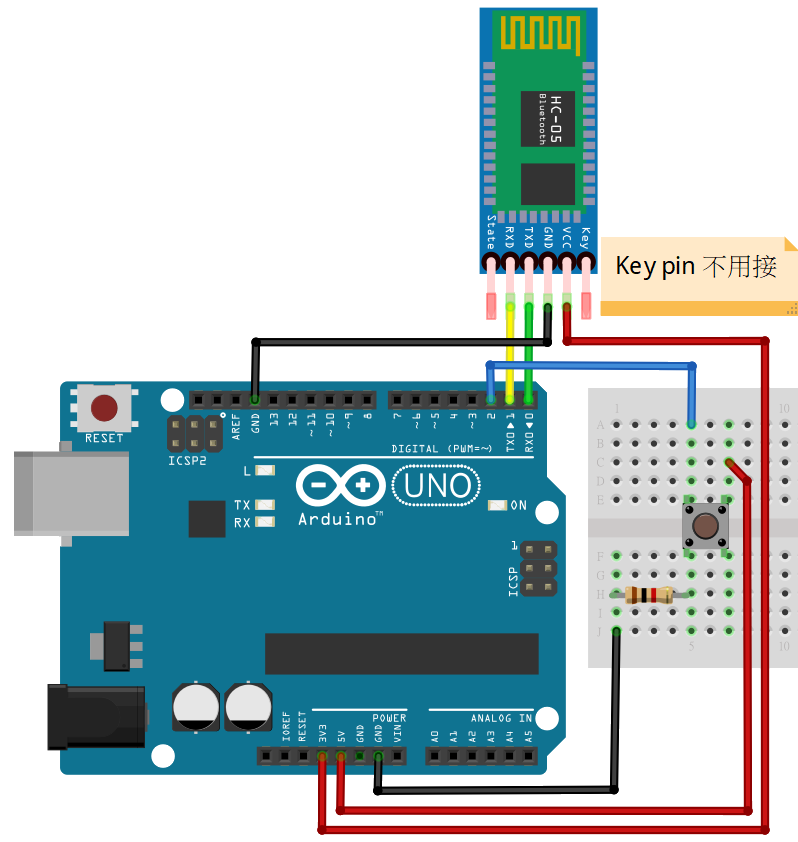 HC-05
Bluetooth
State
RXD
TXD
GND
VCC
Key
Key pin 不用接
RESET
ICSP2
AREF
GND
13
12
~11
~10
~9
8
7
~6
~5
4
~3
2
TX0▶1
RX0◀0
DIGITAL (PWM=~)
L
TX
RX
Arduino™
UNO
ON
1
ICSP
1 10
A
B
C
D
E
F
G
H
I
J
5 10
POWER
ANALOG IN
IOREF
RESET
3V3
5V
GND
GND
VIN
A0
A1
A2
A3
A4
A5